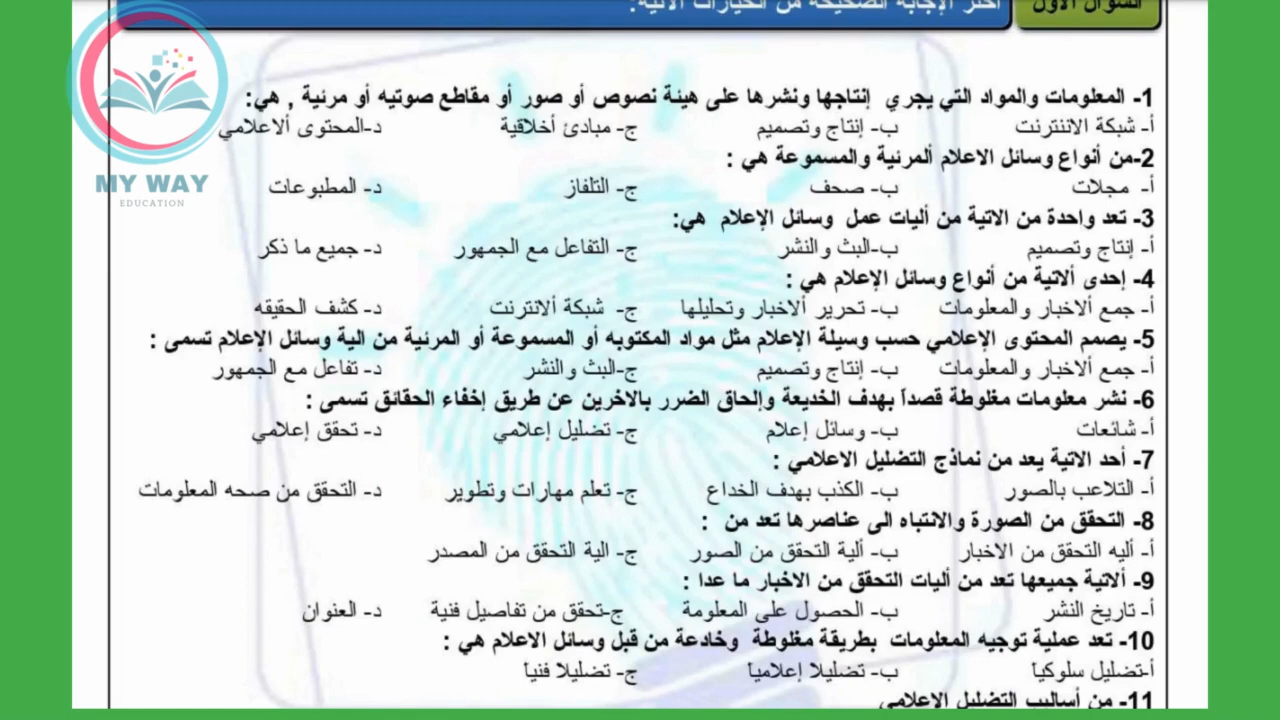 السؤال الأول
اختر الإجابة الصحيحة من الخيارات الآتية:
MY WAY
EDUCATION
1- المعلومات والمواد التي يجري إنتاجها ونشرها على هيئة نصوص أو صور أو مقاطع صوتيه أو مرئية , هي:
أ- شبكة الاننترنت ب- إنتاج وتصميم ج- مبادئ أخلاقية د-المحتوى ألاعلامي
2-من أنواع وسائل الاعلام ألمرئية والمسموعة هي :
أ- مجلات ب- صحف ج- التلفاز د- المطبوعات
3- تعد واحدة من الاتية من أليات عمل وسائل الإعلام هي:
أ- إنتاج وتصميم ب-البث والنشر ج- التفاعل مع الجمهور د- جميع ما ذكر
4- إحدى ألاتية من أنواع وسائل الإعلام هي :
أ- جمع ألاخبار والمعلومات ب- تحرير ألاخبار وتحليلها ج- شبكة ألانترنت د- كشف الحقيقه
5- يصمم المحتوى الإعلامي حسب وسيلة الإعلام مثل مواد المكتوبه أو المسموعة أو المرئية من الية وسائل الإعلام تسمى :
أ- جمع ألاخبار والمعلومات ب- إنتاج وتصميم ج-البث والنشر د- تفاعل مع الجمهور
6- نشر معلومات مغلوطة قصداً بهدف الخديعة وإلحاق الضرر بالاخرين عن طريق إخفاء الحقائق تسمى :
أ- شائعات ب- وسائل إعلام ج- تضليل إعلامي د- تحقق إعلامي
7- أحد الاتية يعد من نماذج التضليل الاعلامي :
أ- التلاعب بالصور ب- الكذب بهدف الخداع ج- تعلم مهارات وتطوير د- التحقق من صحه المعلومات
8- التحقق من الصورة والانتباه الى عناصرها تعد من :
أ- أليه التحقق من الاخبار ب- ألية التحقق من الصور ج- الية التحقق من المصدر
9- ألاتية جميعها تعد من أليات التحقق من الاخبار ما عدا :
أ- تاريخ النشر ب- الحصول على المعلومة ج-تحقق من تفاصيل فنية د- العنوان
10- تعد عملية توجيه المعلومات بطريقة مغلوطة وخادعة من قبل وسائل الاعلام هي :
أ-تضليل سلوكيا ب- تضليلا إعلاميا ج- تضليلا فنيا
11- من أساليب التضليل الاعلامي